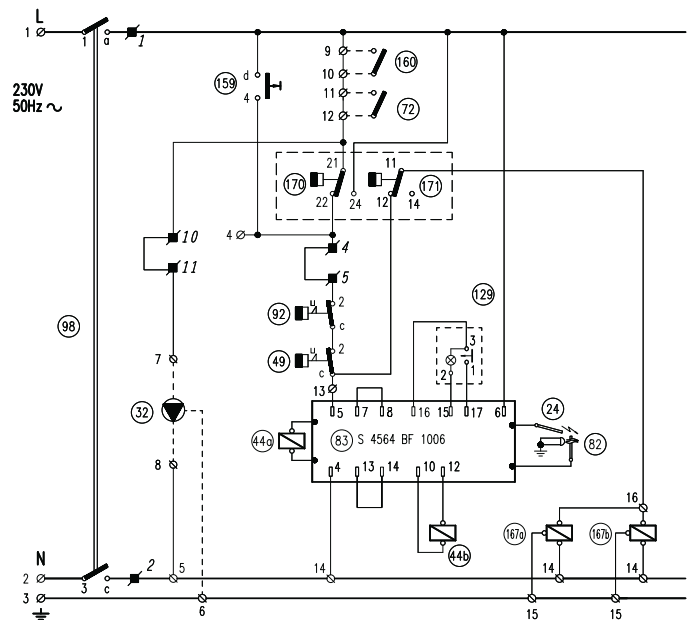 L
1 1 a 1
230V
50Hz
159 d 4
9 160
10
11 72
12
21 11
170 171
22 24 12 14
4
10
11
4
5
98
92 u 2
c
49 u 2
c
13
129
3
2 1
7
32
8
5 7 8 16 15 17 6
44a
83 S 4564 BF 1006
4 13 14 10 12
24
82
44b
16
167a 167b
N
2 3 c 2 5 14 14 14
3 6 15 15